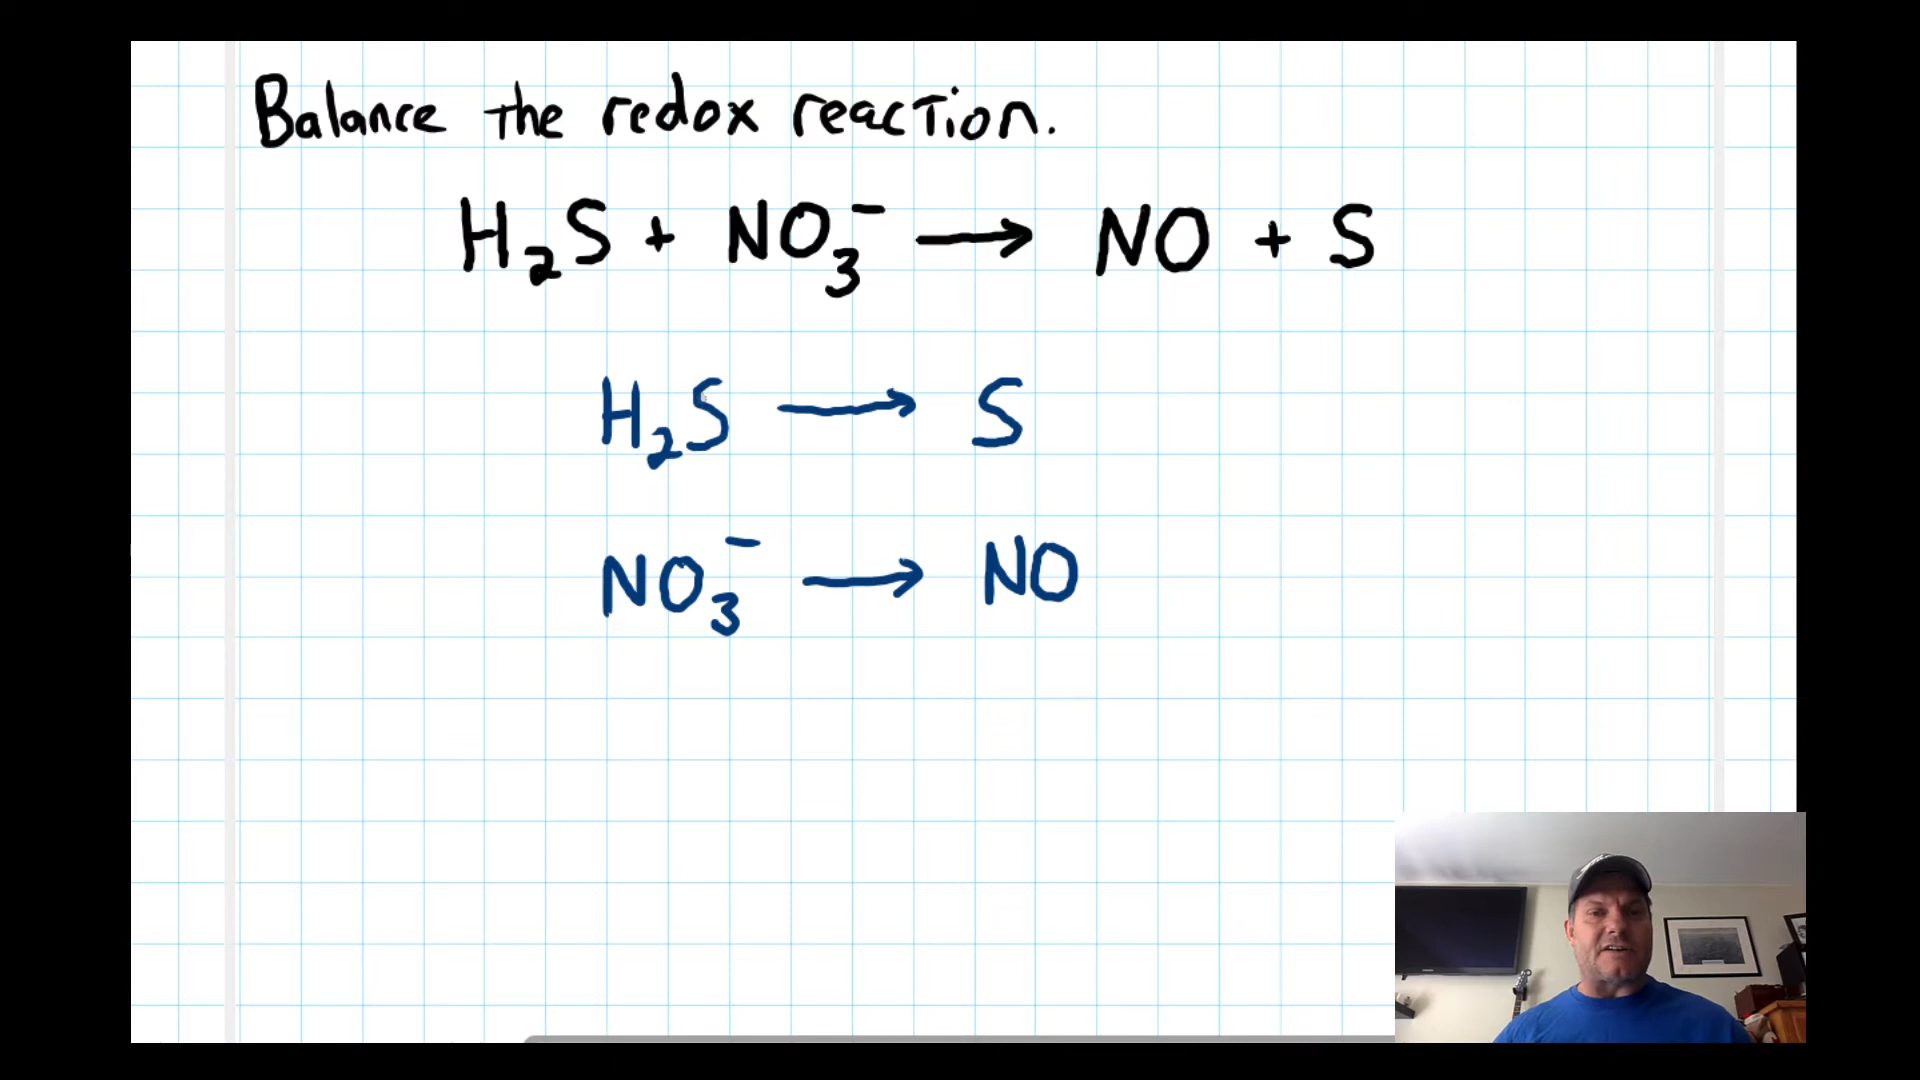 Balance the redox reaction.
H₂S + NO₃⁻ → NO + S
H₂S → S
NO₃⁻ → NO